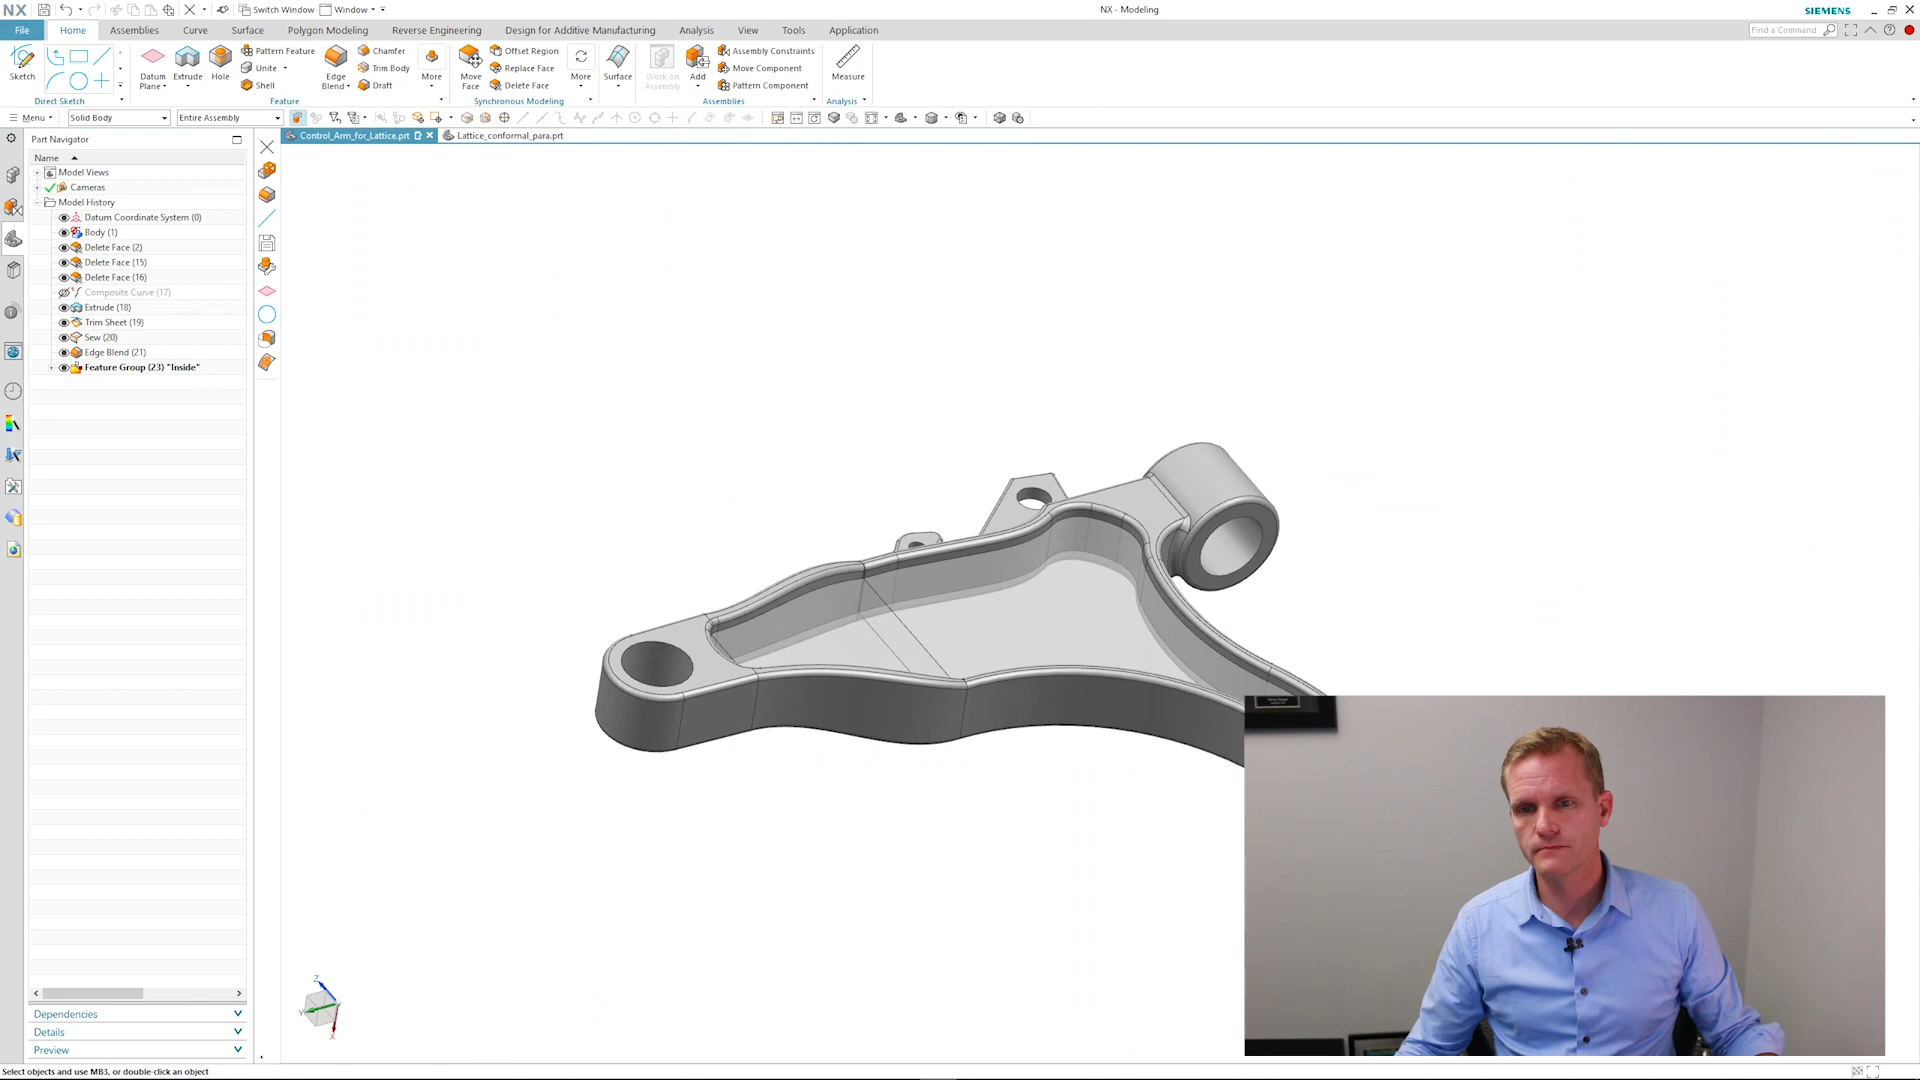 NX Switch Window Window NX - Modeling SIEMENS
File Home Assemblies Curve Surface Polygon Modeling Reverse Engineering Design for Additive Manufacturing Analysis View Tools Application Find a Command
Sketch
Datum Plane
Extrude
Hole
Pattern Feature
Unite
Shell
Edge Blend
Chamfer
Trim Body
Draft
More
Move Face
Offset Region
Replace Face
Delete Face
More
Surface
Work on Assembly
Add
Assembly Constraints
Move Component
Pattern Component
Measure
Direct Sketch Feature Synchronous Modeling Assemblies Analysis
Menu Solid Body Entire Assembly
Control_Arm_for_Lattice.prt Lattice_conformal_para.prt
Part Navigator
Name
Model Views
Cameras
Model History
Datum Coordinate System (0)
Body (1)
Delete Face (2)
Delete Face (15)
Delete Face (16)
Composite Curve (17)
Extrude (18)
Trim Sheet (19)
Sew (20)
Edge Blend (21)
Feature Group (23) "Inside"
Z
Y
X
Dependencies
Details
Preview
Select objects and use MB3, or double-click an object